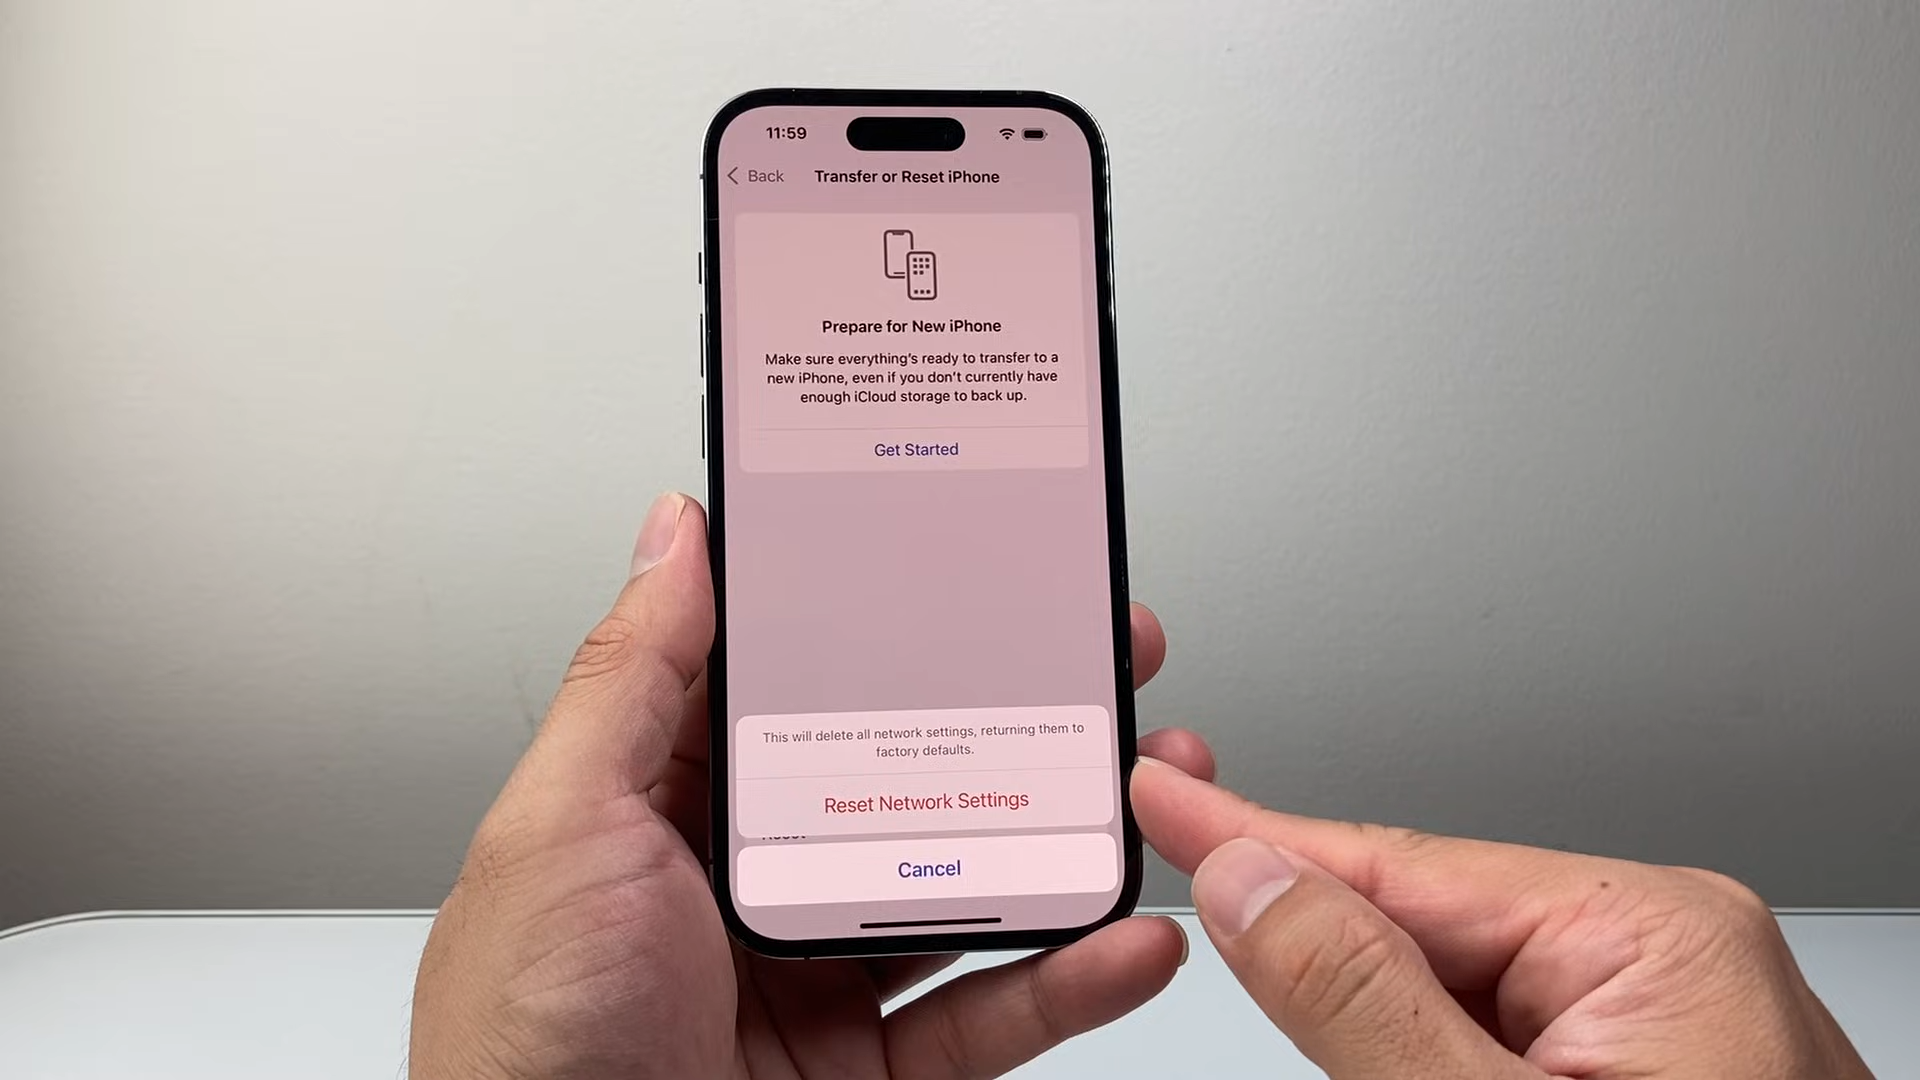 11:59
Back
Transfer or Reset iPhone
Prepare for New iPhone
Make sure everything's ready to transfer to a
new iPhone, even if you don't currently have
enough iCloud storage to back up.
Get Started
This will delete all network settings, returning them to
factory defaults.
Reset Network Settings
Cancel